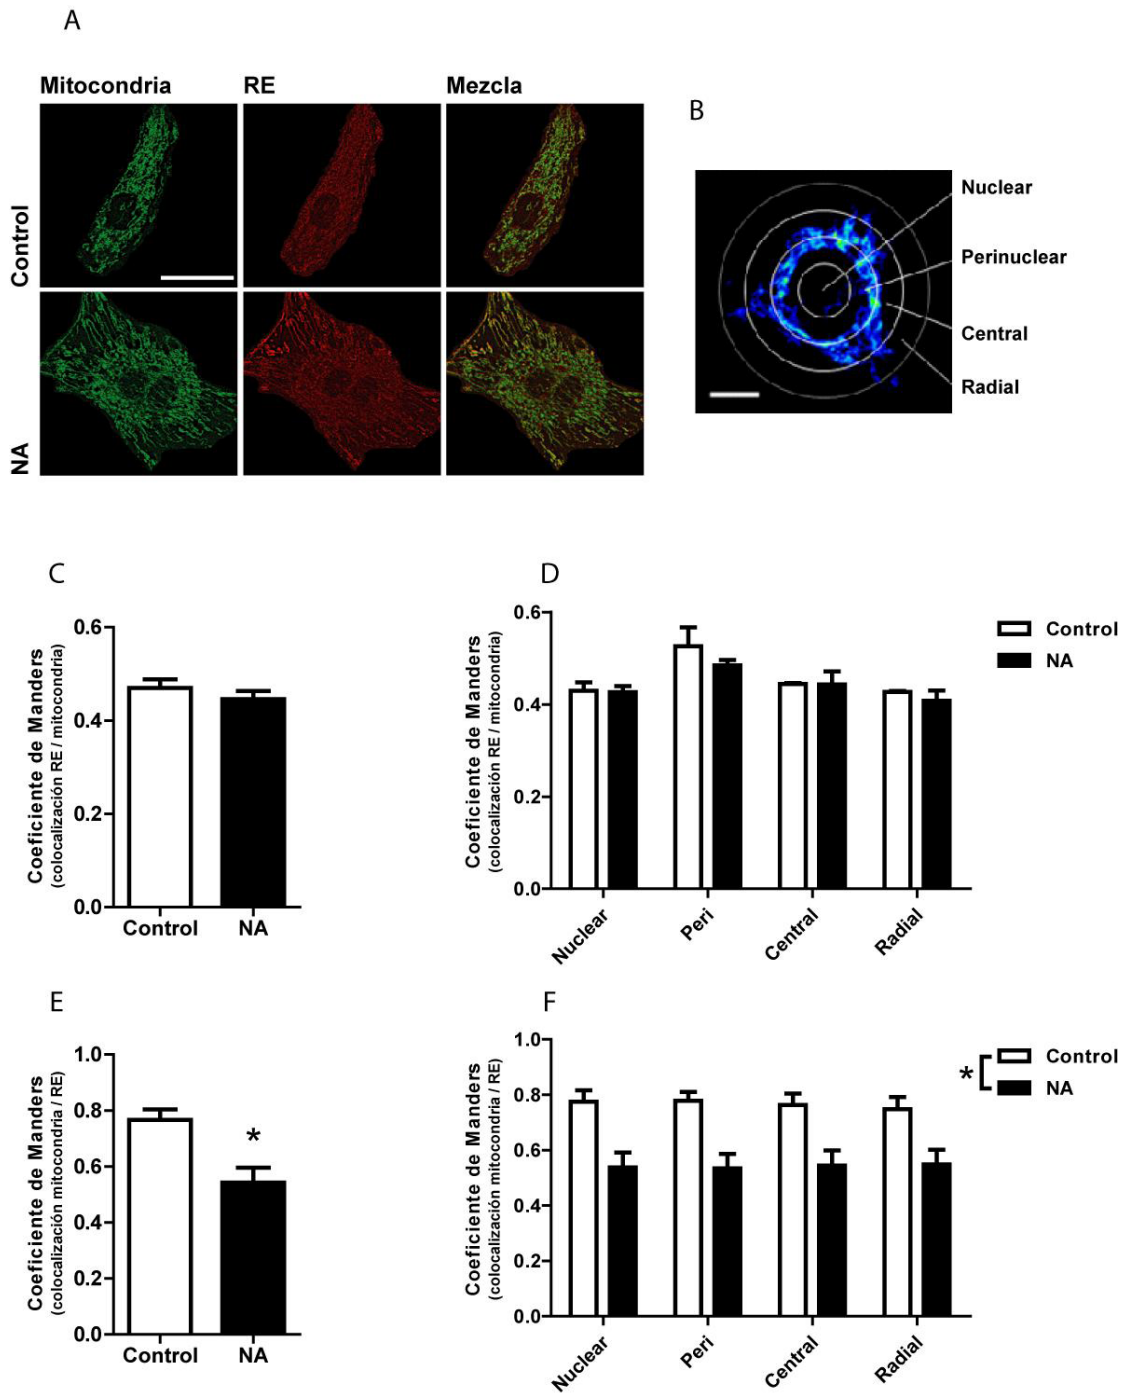 A
Mitocondria
RE
Mezcla
Control
NA
B
Nuclear
Perinuclear
Central
Radial
C
Coeficiente de Manders
(colocalización RE / mitocondria)
0.6
0.4
0.2
0.0
Control
NA
D
Coeficiente de Manders
(colocalización RE / mitocondria)
0.6
0.4
0.2
0.0
Nuclear
Peri
Central
Radial
Control
NA
E
Coeficiente de Manders
(colocalización mitocondria / RE)
1.0
0.8
0.6
0.4
0.2
0.0
*
Control
NA
F
Coeficiente de Manders
(colocalización mitocondria / RE)
1.0
0.8
0.6
0.4
0.2
0.0
Nuclear
Peri
Central
Radial
*
Control
NA